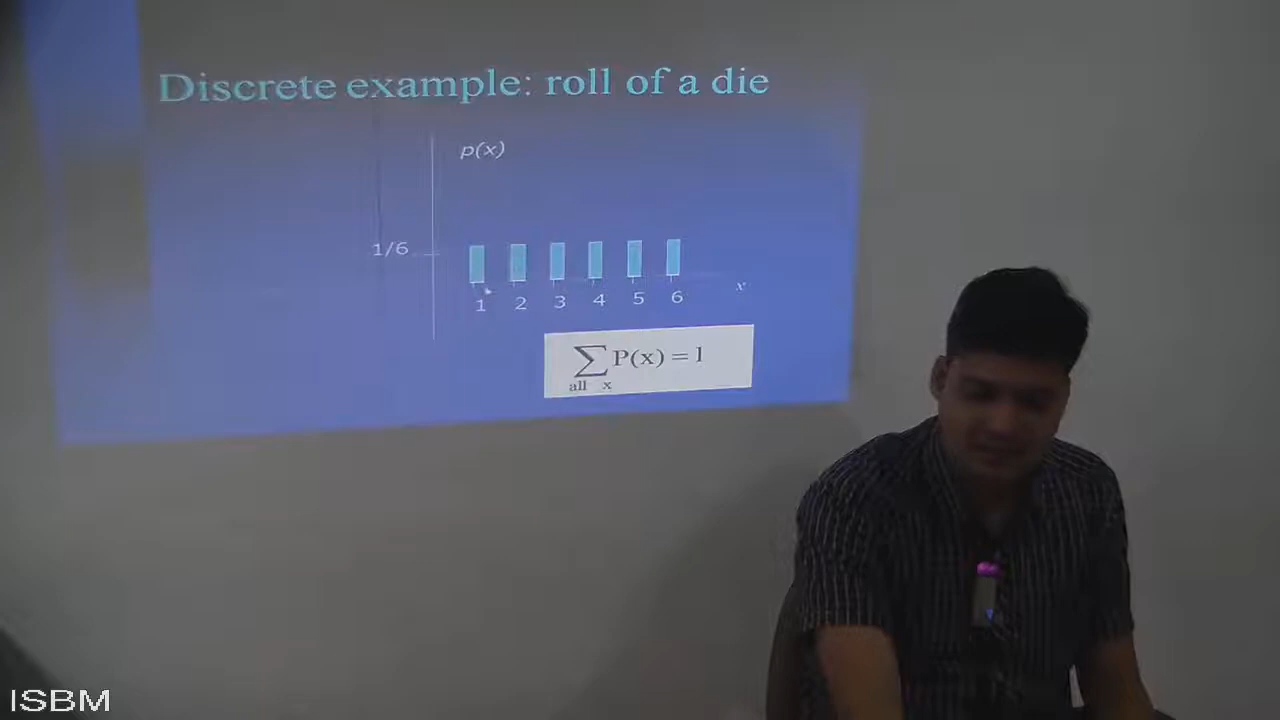 Discrete example: roll of a die
p(x)
1/6
x
1 2 3 4 5 6
∑ P(x) = 1
all x
ISBM